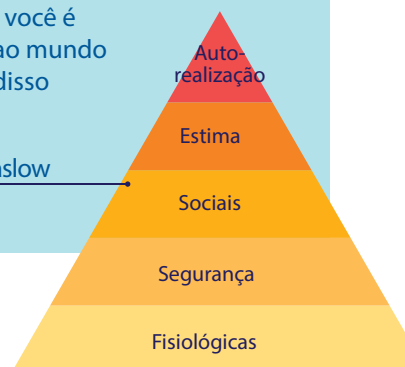 você é
ao mundo
disso
slow
Auto-
realização
Estima
Sociais
Segurança
Fisiológicas